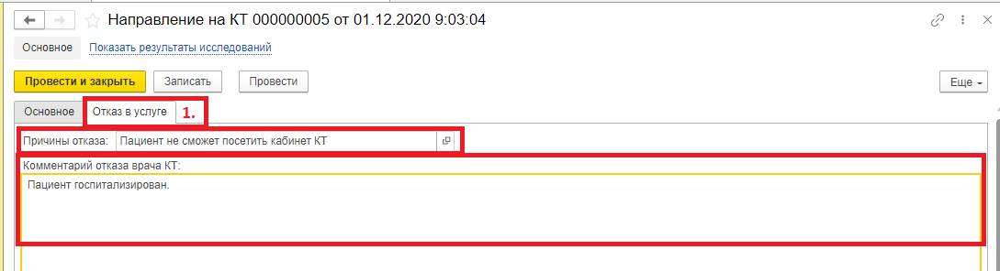 Направление на КТ 000000005 от 01.12.2020 9:03:04
Основное Показать результаты исследований
Провести и закрыть Записать Провести Еще
Основное Отказ в услуге 1.
Причины отказа: Пациент не сможет посетить кабинет КТ
Комментарий отказа врача КТ:
Пациент госпитализирован.